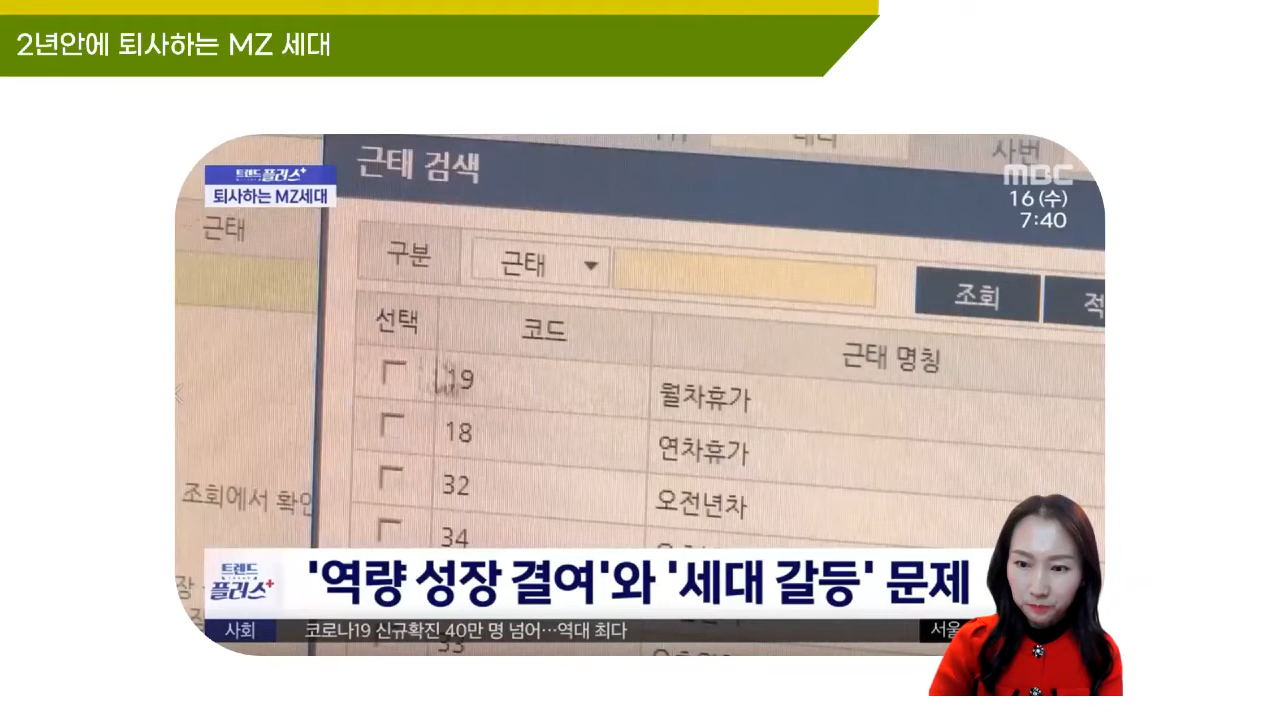 2년안에 퇴사하는 MZ 세대
사번
근태 검색
트렌드플러스+
퇴사하는 MZ세대
MBC
16(수)
7:40
근태
구분
근태
조회
적
선택
코드
근태 명칭
19
월차휴가
18
연차휴가
32
오전년차
조회에서 확인
34
트렌드
플러스+
'역량 성장 결여'와 '세대 갈등' 문제
사회
코로나19 신규확진 40만 명 넘어…역대 최다
서울
33